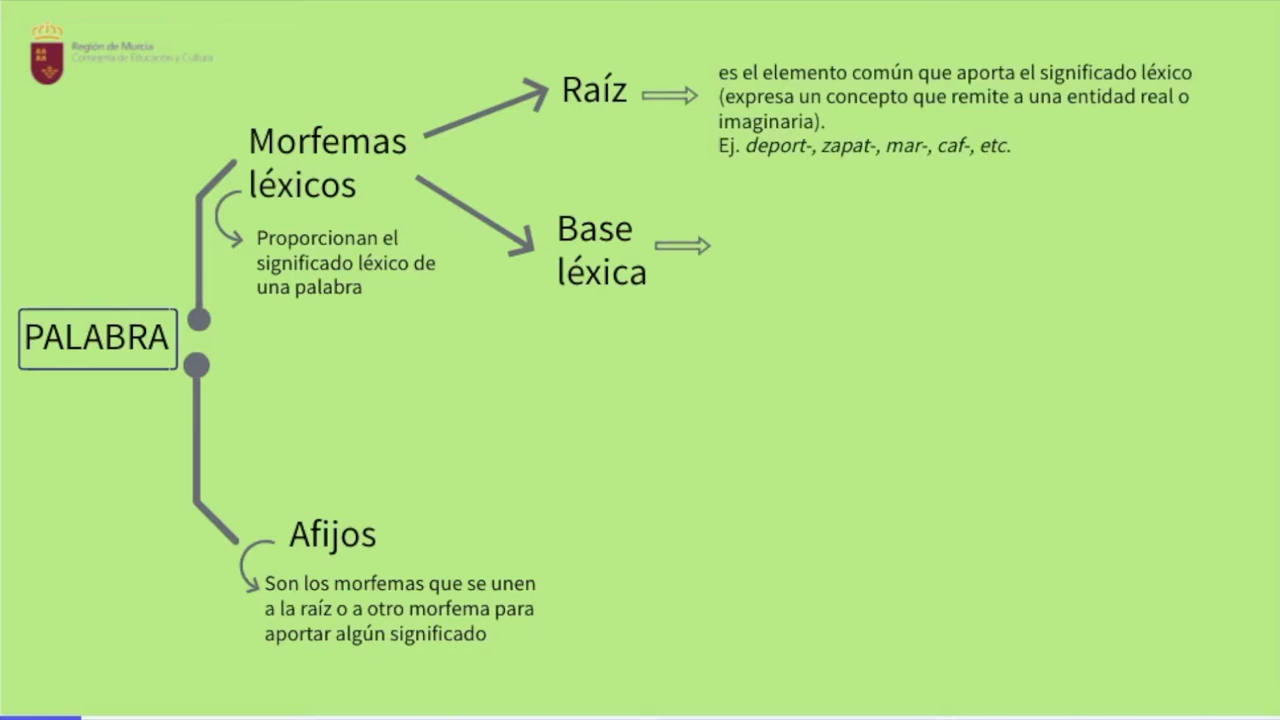 Región de Murcia
Consejería de Educación y Cultura
Raíz
es el elemento común que aporta el significado léxico
(expresa un concepto que remite a una entidad real o
imaginaria).
Ej. deport-, zapat-, mar-, caf-, etc.
Morfemas
léxicos
Proporcionan el
significado léxico de
una palabra
Base
léxica
PALABRA
Afijos
Son los morfemas que se unen
a la raíz o a otro morfema para
aportar algún significado